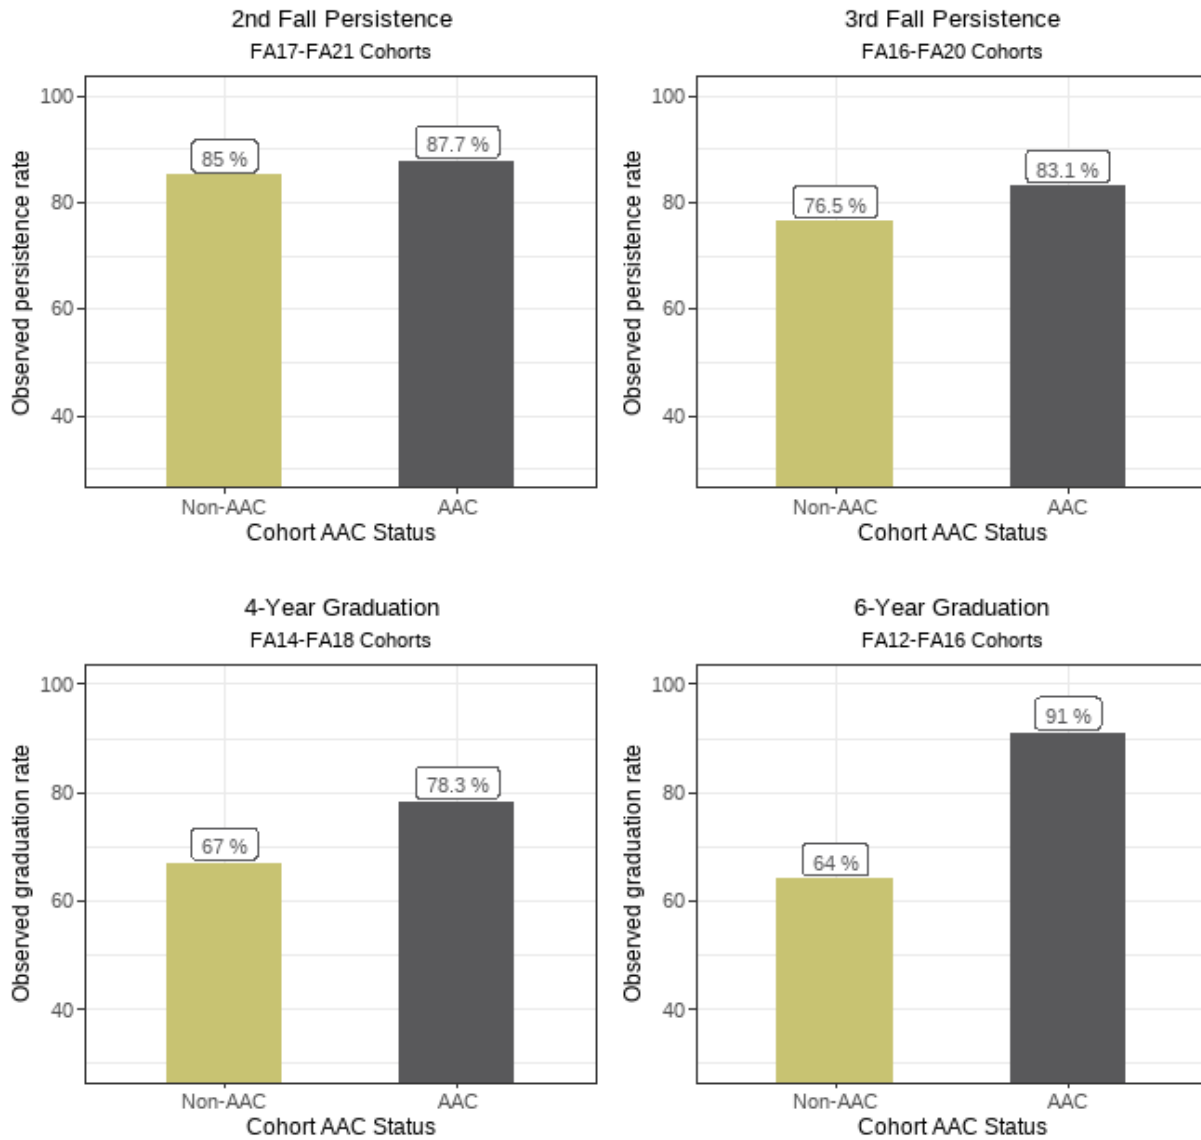 2nd Fall Persistence
FA17-FA21 Cohorts
Observed persistence rate
100
80
60
40
85 %
87.7 %
Non-AAC
AAC
Cohort AAC Status
3rd Fall Persistence
FA16-FA20 Cohorts
Observed persistence rate
100
80
60
40
76.5 %
83.1 %
Non-AAC
AAC
Cohort AAC Status
4-Year Graduation
FA14-FA18 Cohorts
Observed graduation rate
100
80
60
40
67 %
78.3 %
Non-AAC
AAC
Cohort AAC Status
6-Year Graduation
FA12-FA16 Cohorts
Observed graduation rate
100
80
60
40
64 %
91 %
Non-AAC
AAC
Cohort AAC Status